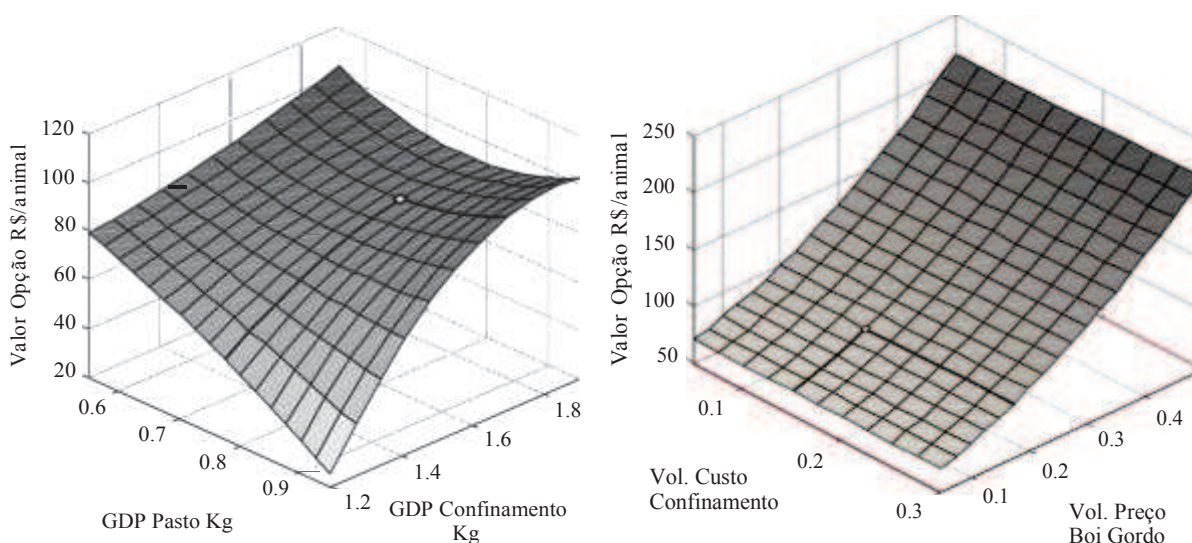 Valor Opção R$/animal
120
100
80
60
40
20
0.6
0.7
0.8
0.9
GDP Pasto Kg
1.2
1.4
1.6
1.8
GDP Confinamento
Kg
Valor Opção R$/animal
250
200
150
100
50
0.1
0.2
0.3
Vol. Custo
Confinamento
0.1
0.2
0.3
0.4
Vol. Preço
Boi Gordo